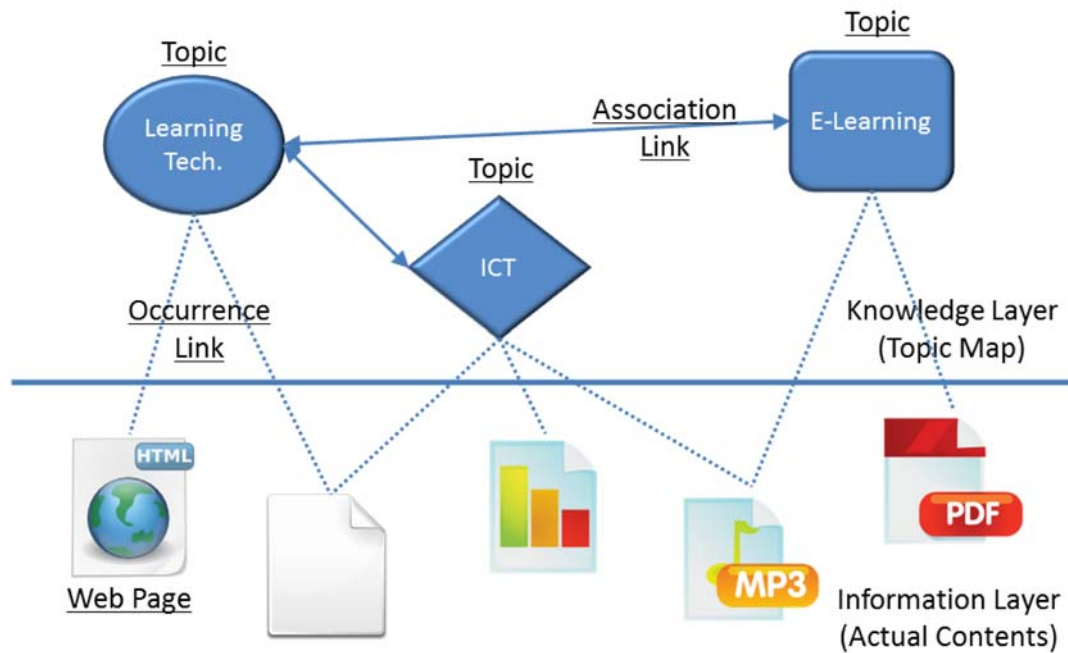 Topic
Topic
Learning
Tech.
Association
Link
E-Learning
Topic
ICT
Occurrence
Link
Knowledge Layer
(Topic Map)
HTML
Web Page
MP3
PDF
Information Layer
(Actual Contents)